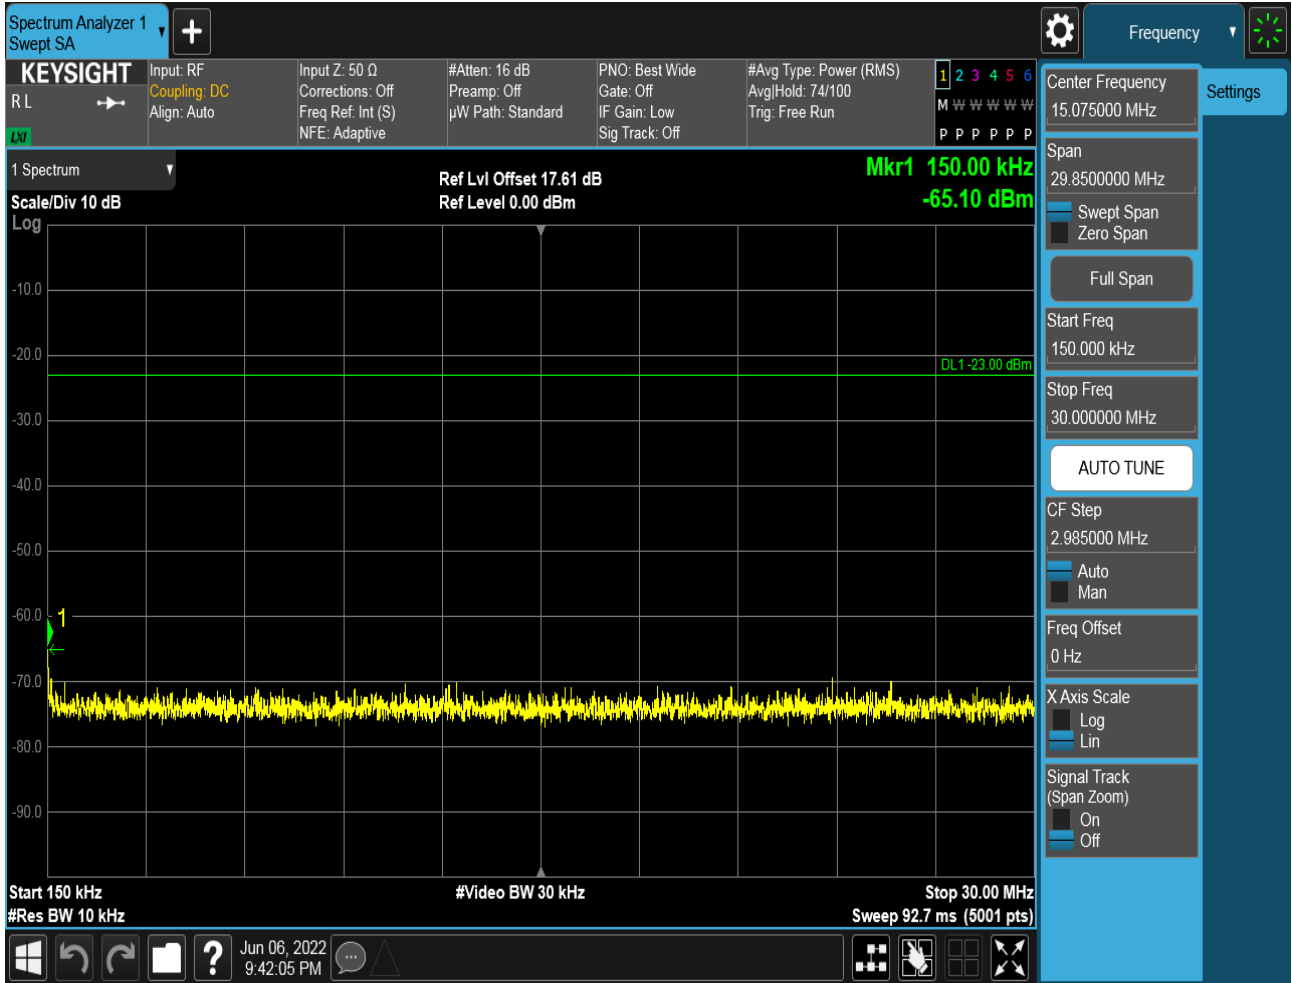 Spectrum Analyzer 1
Swept SA
Frequency
KEYSIGHT
R L
LXI
Input: RF
Coupling: DC
Align: Auto
Input Z: 50 Ω
Corrections: Off
Freq Ref: Int (S)
NFE: Adaptive
#Atten: 16 dB
Preamp: Off
µW Path: Standard
PNO: Best Wide
Gate: Off
IF Gain: Low
Sig Track: Off
#Avg Type: Power (RMS)
Avg|Hold: 74/100
Trig: Free Run
1 2 3 4 5 6
M W W W W W
P P P P P P
1 Spectrum
Scale/Div 10 dB
Log
Ref Lvl Offset 17.61 dB
Ref Level 0.00 dBm
Mkr1 150.00 kHz
-65.10 dBm
-10.0
-20.0
DL1 -23.00 dBm
-30.0
-40.0
-50.0
-60.0
1
-70.0
-80.0
-90.0
Start 150 kHz
#Res BW 10 kHz
#Video BW 30 kHz
Stop 30.00 MHz
Sweep 92.7 ms (5001 pts)
Jun 06, 2022
9:42:05 PM
Settings
Center Frequency
15.075000 MHz
Span
29.8500000 MHz
Swept Span
Zero Span
Full Span
Start Freq
150.000 kHz
Stop Freq
30.000000 MHz
AUTO TUNE
CF Step
2.985000 MHz
Auto
Man
Freq Offset
0 Hz
X Axis Scale
Log
Lin
Signal Track
(Span Zoom)
On
Off